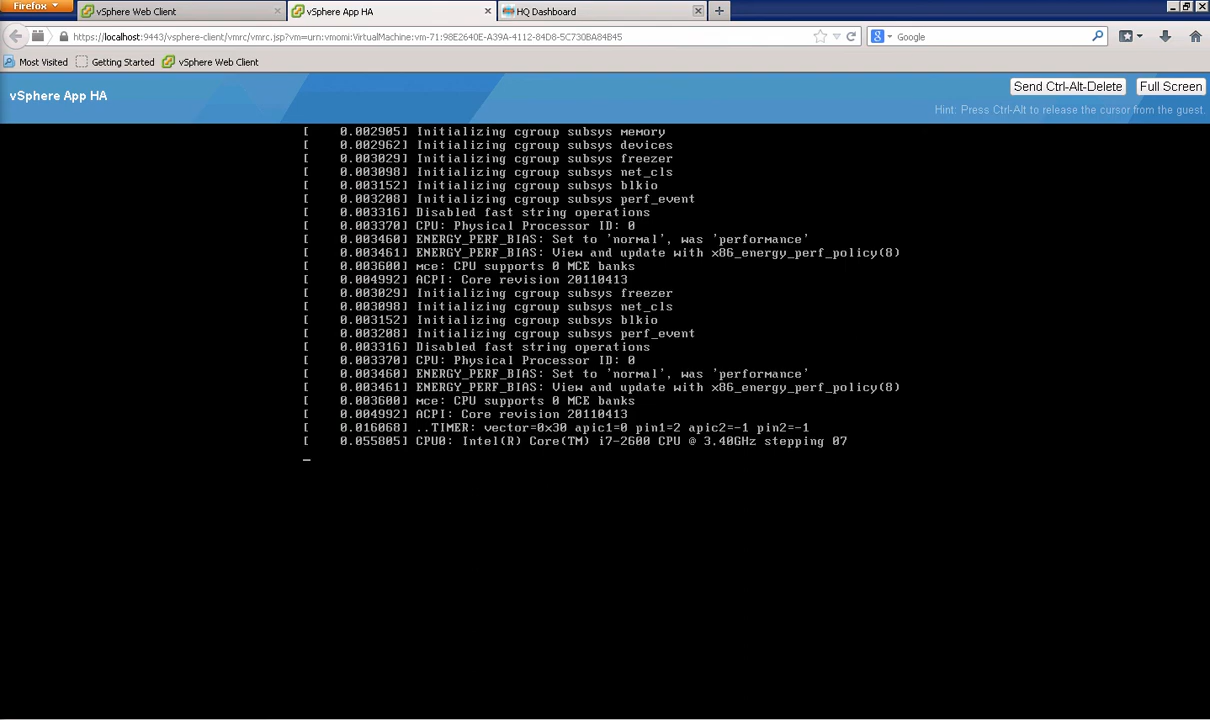 Firefox
vSphere Web Client
vSphere App HA
HQ Dashboard
https://localhost:9443/vsphere-client/vmrc/vmrc.jsp?vm=urn:vmomi:VirtualMachine:vm-71:98E2640E-A39A-4112-84D8-5C730BA84B45
Google
Most Visited
Getting Started
vSphere Web Client
vSphere App HA
Send Ctrl-Alt-Delete
Full Screen
Hint: Press Ctrl-Alt to release the cursor from the guest.
[    0.002905] Initializing cgroup subsys memory
[    0.002962] Initializing cgroup subsys devices
[    0.003029] Initializing cgroup subsys freezer
[    0.003098] Initializing cgroup subsys net_cls
[    0.003152] Initializing cgroup subsys blkio
[    0.003208] Initializing cgroup subsys perf_event
[    0.003316] Disabled fast string operations
[    0.003370] CPU: Physical Processor ID: 0
[    0.003460] ENERGY_PERF_BIAS: Set to 'normal', was 'performance'
[    0.003461] ENERGY_PERF_BIAS: View and update with x86_energy_perf_policy(8)
[    0.003600] mce: CPU supports 0 MCE banks
[    0.004992] ACPI: Core revision 20110413
[    0.003029] Initializing cgroup subsys freezer
[    0.003098] Initializing cgroup subsys net_cls
[    0.003152] Initializing cgroup subsys blkio
[    0.003208] Initializing cgroup subsys perf_event
[    0.003316] Disabled fast string operations
[    0.003370] CPU: Physical Processor ID: 0
[    0.003460] ENERGY_PERF_BIAS: Set to 'normal', was 'performance'
[    0.003461] ENERGY_PERF_BIAS: View and update with x86_energy_perf_policy(8)
[    0.003600] mce: CPU supports 0 MCE banks
[    0.004992] ACPI: Core revision 20110413
[    0.016068] ..TIMER: vector=0x30 apic1=0 pin1=2 apic2=-1 pin2=-1
[    0.055805] CPU0: Intel(R) Core(TM) i7-2600 CPU @ 3.40GHz stepping 07